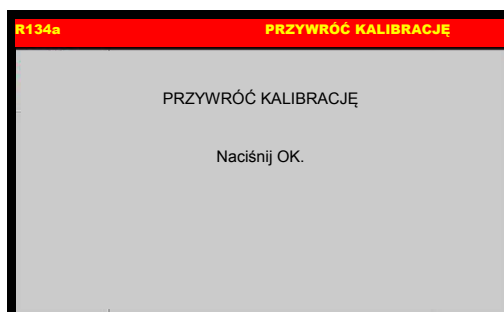 R134a PRZYWRÓĆ KALIBRACJĘ
PRZYWRÓĆ KALIBRACJĘ
Naciśnij OK.